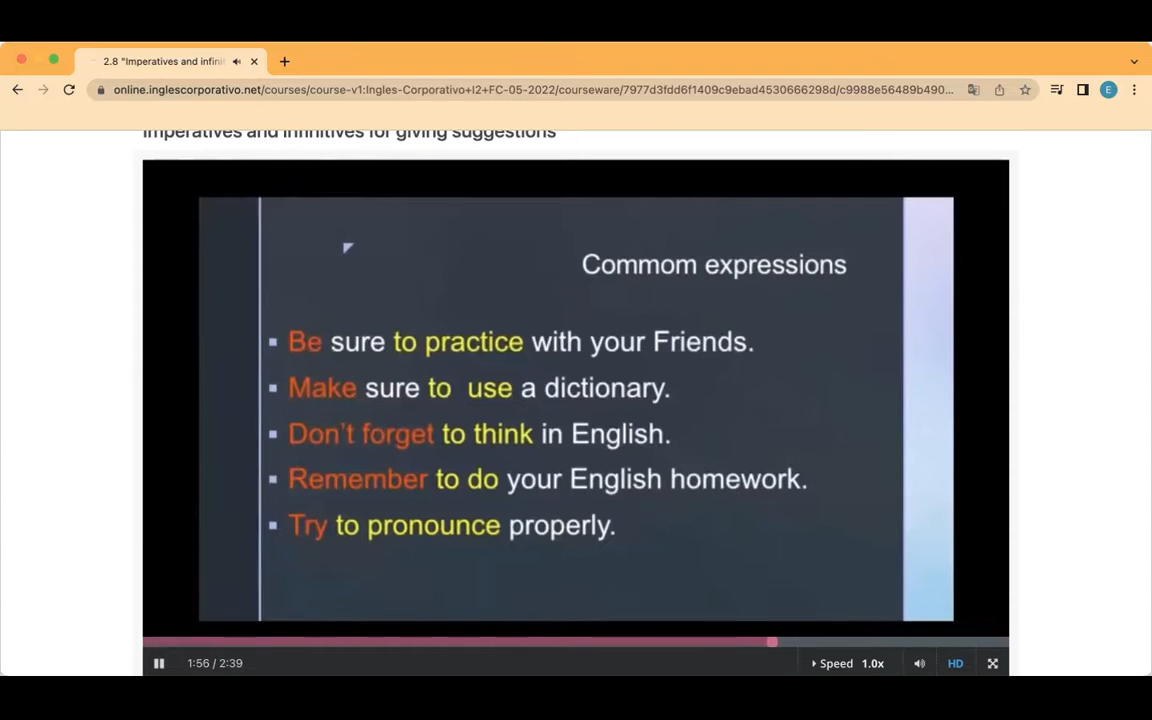 2.8 "Imperatives and infini
online.inglescorporativo.net/courses/course-v1:Ingles-Corporativo+I2+FC-05-2022/courseware/7977d3fdd6f1409c9ebad4530666298d/c9988e56489b490...
E
Imperatives and infinitives for giving suggestions
Commom expressions
Be sure to practice with your Friends.
Make sure to use a dictionary.
Don't forget to think in English.
Remember to do your English homework.
Try to pronounce properly.
1:56 / 2:39
Speed 1.0x
HD